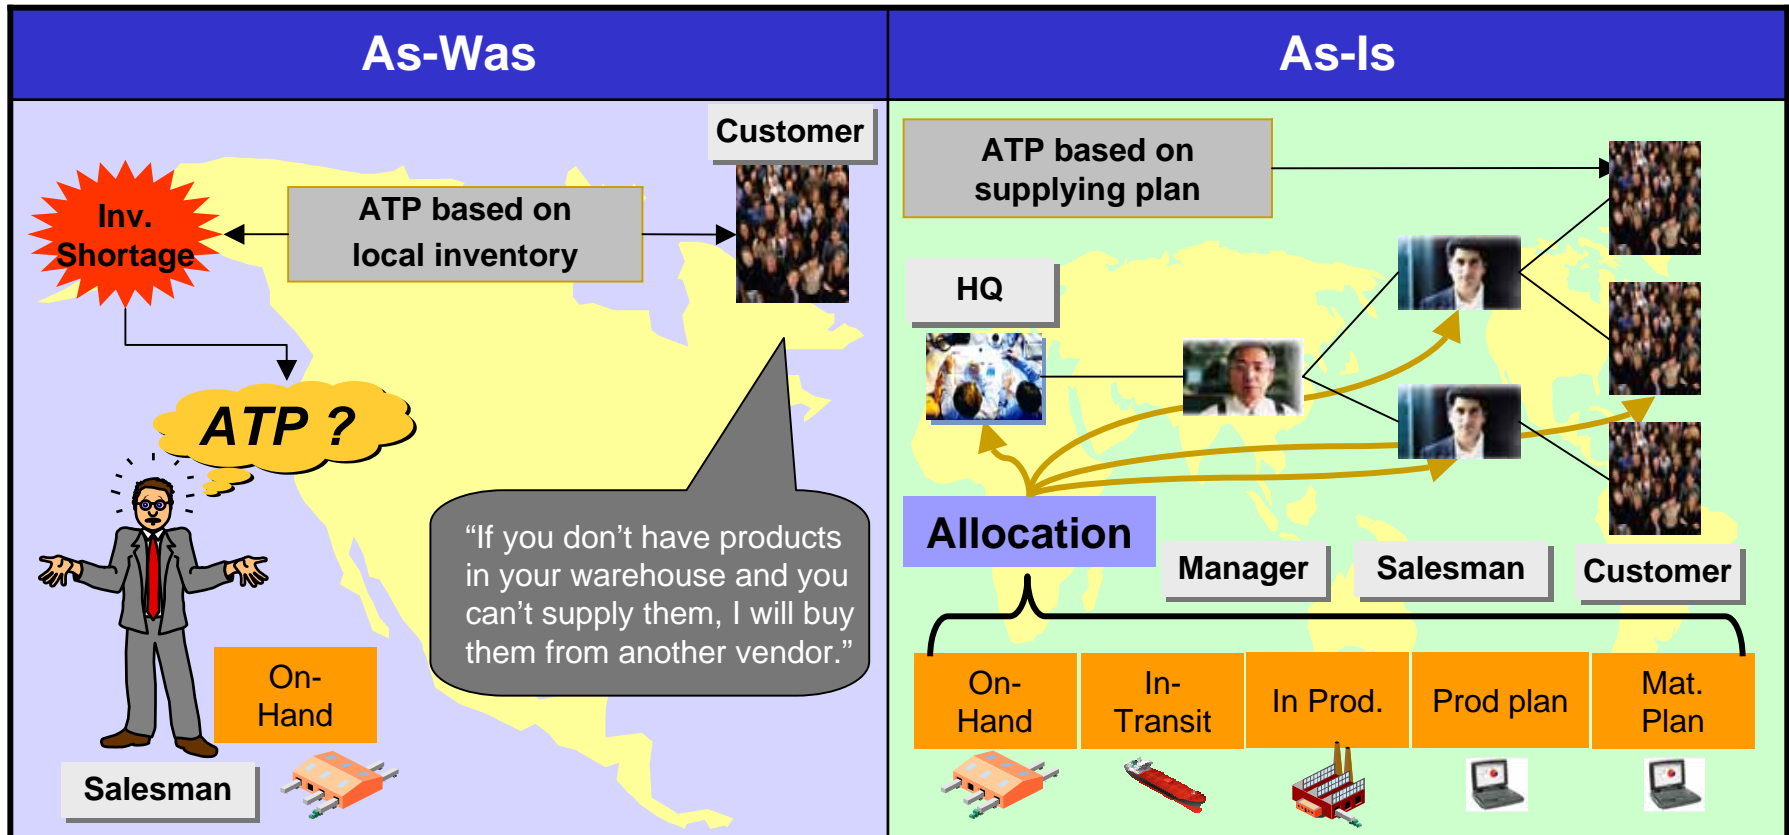 As-Was
Customer
Inv.
Shortage
ATP based on
local inventory
ATP ?
“If you don’t have products
in your warehouse and you
can’t supply them, I will buy
them from another vendor.”
On-
Hand
Salesman
As-Is
ATP based on
supplying plan
HQ
Allocation
Manager
Salesman
Customer
On-
Hand
In-
Transit
In Prod.
Prod plan
Mat.
Plan